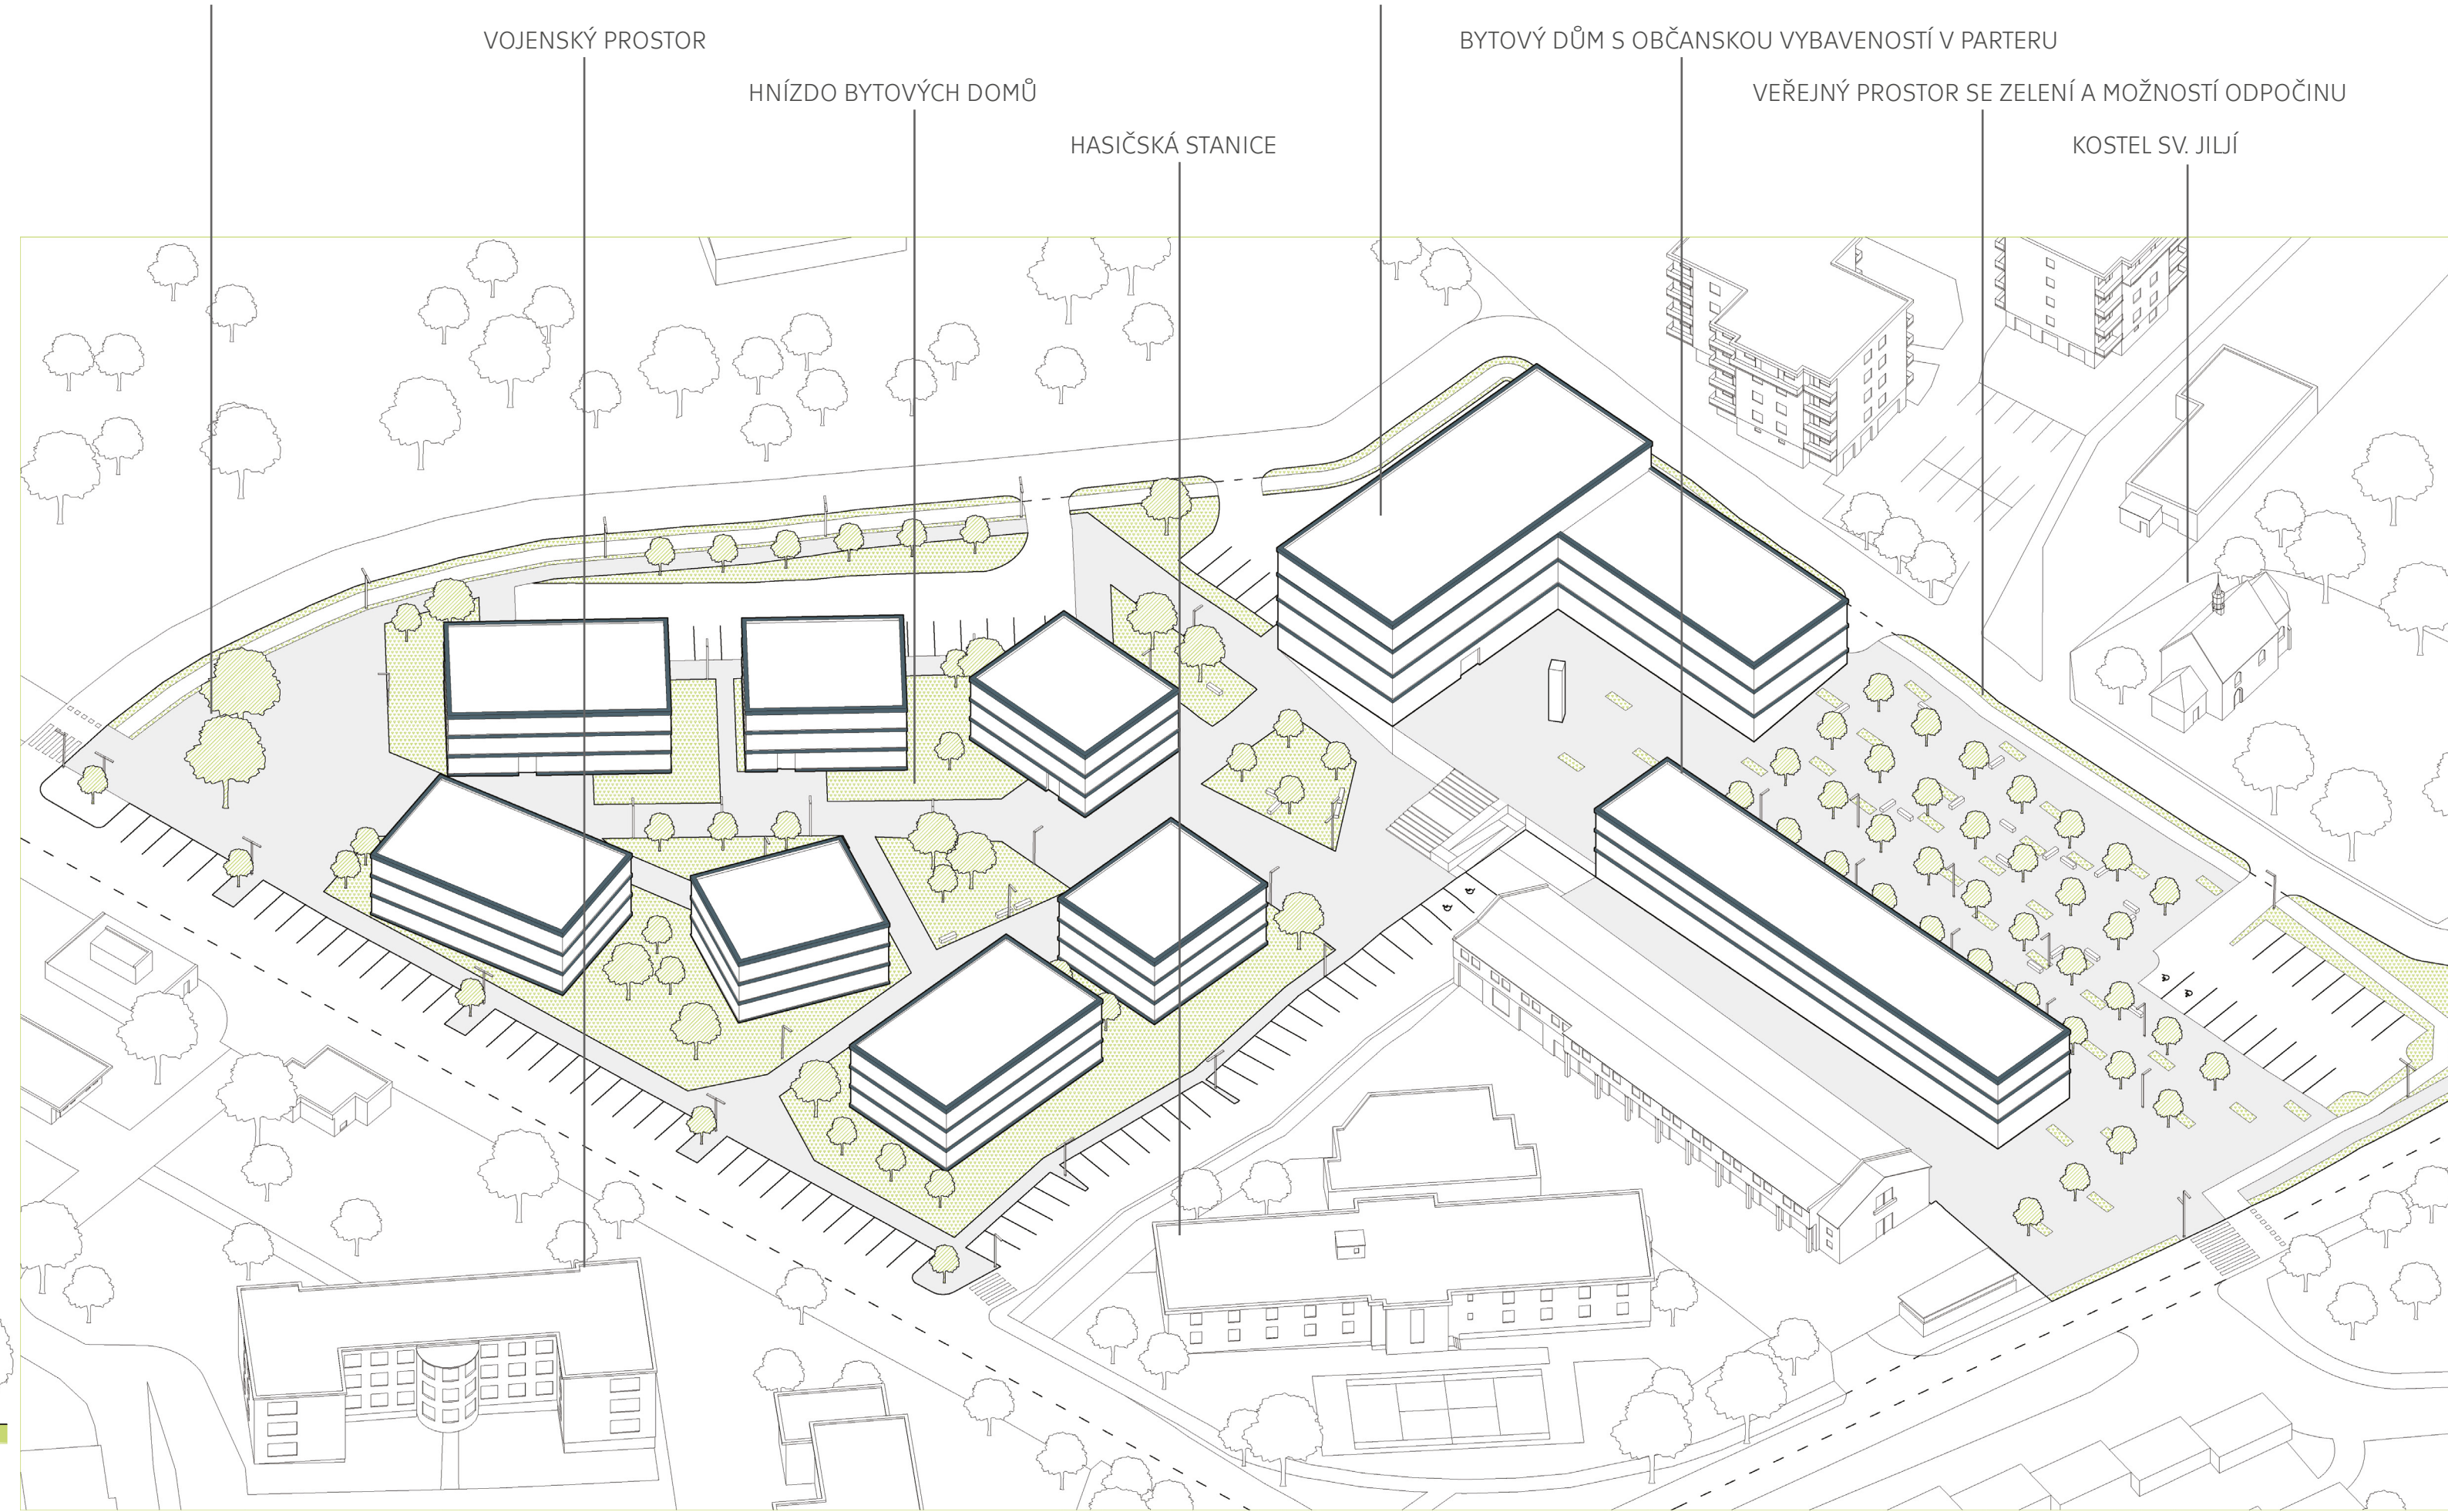 VOJENSKÝ PROSTOR
BYTOVÝ DŮM S OBČANSKOU VYBAVENOSTÍ V PARTERU
HNÍZDO BYTOVÝCH DOMŮ
VEŘEJNÝ PROSTOR SE ZELENÍ A MOŽNOSTÍ ODPOČINU
HASIČSKÁ STANICE
KOSTEL SV. JILJÍ